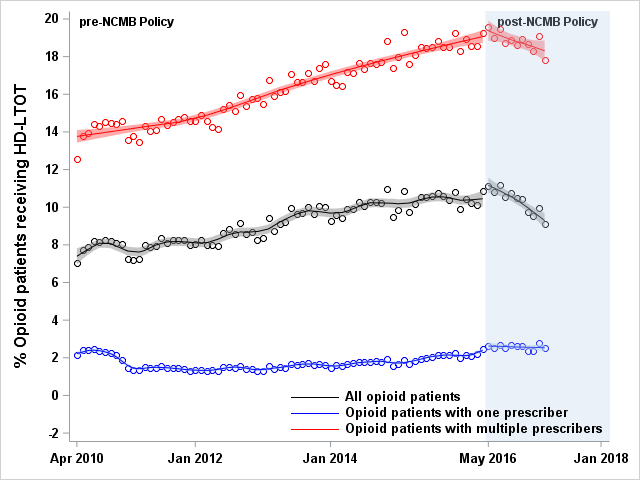 pre-NCMB Policy
post-NCMB Policy
% Opioid patients receiving HD-LTOT
20
18
16
14
12
10
8
6
4
2
0
-2
All opioid patients
Opioid patients with one prescriber
Opioid patients with multiple prescribers
Apr 2010 Jan 2012 Jan 2014 May 2016 Jan 2018